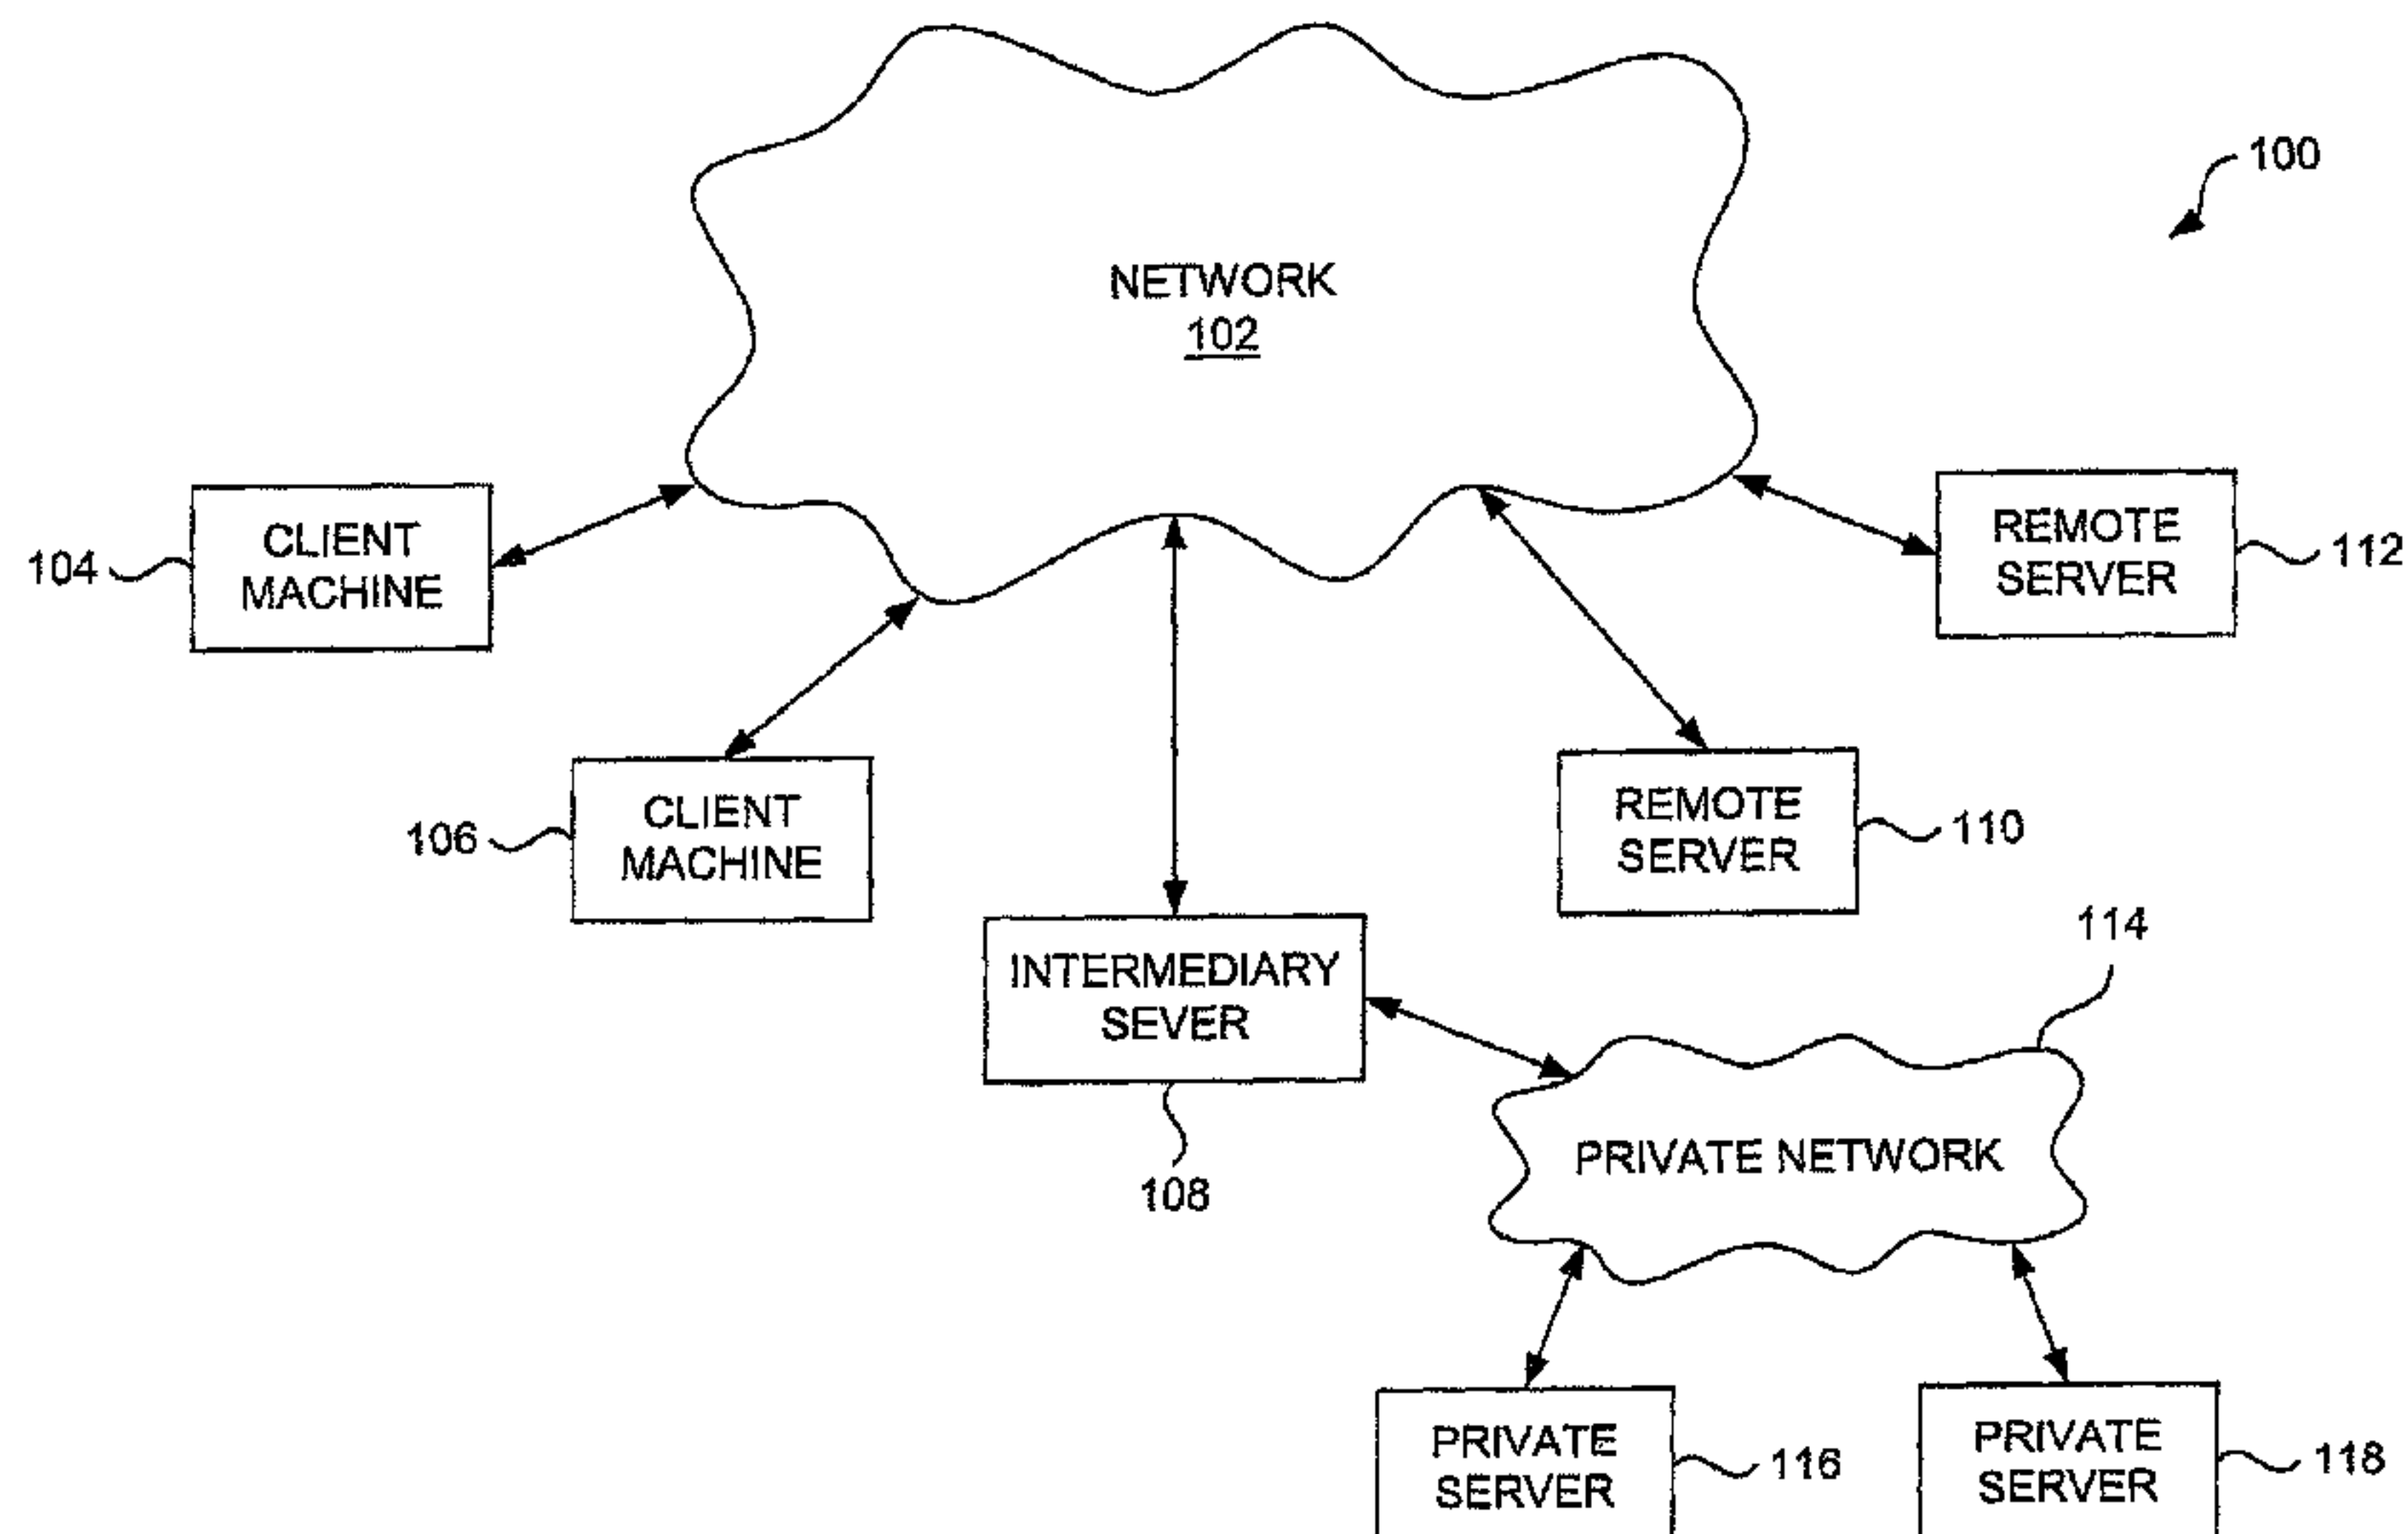 100
NETWORK
102
104
CLIENT
MACHINE
REMOTE
SERVER
112
106
CLIENT
MACHINE
REMOTE
SERVER
110
INTERMEDIARY
SEVER
108
114
PRIVATE NETWORK
PRIVATE
SERVER
116
PRIVATE
SERVER
118